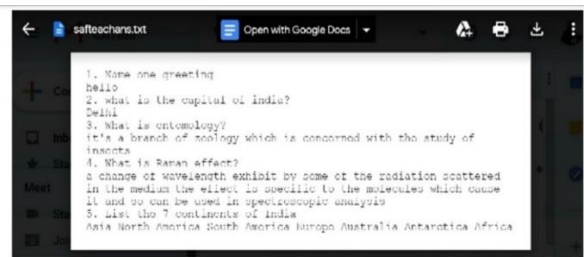 safteachans.txt
Open with Google Docs
1. Name one greeting
hello
2. what is the capital of india?
Delhi
3. What is entomology?
it's a branch of zoology which is concerned with the study of
insects
4. What is Raman effect?
a change of wavelength exhibit by some of the radiation scattered
in the medium the effect is specific to the molecules which cause
it and so can be used in spectroscopic analysis
5. List the 7 continents of India
Asia North America South America Europe Australia Antarctica Africa
Meet